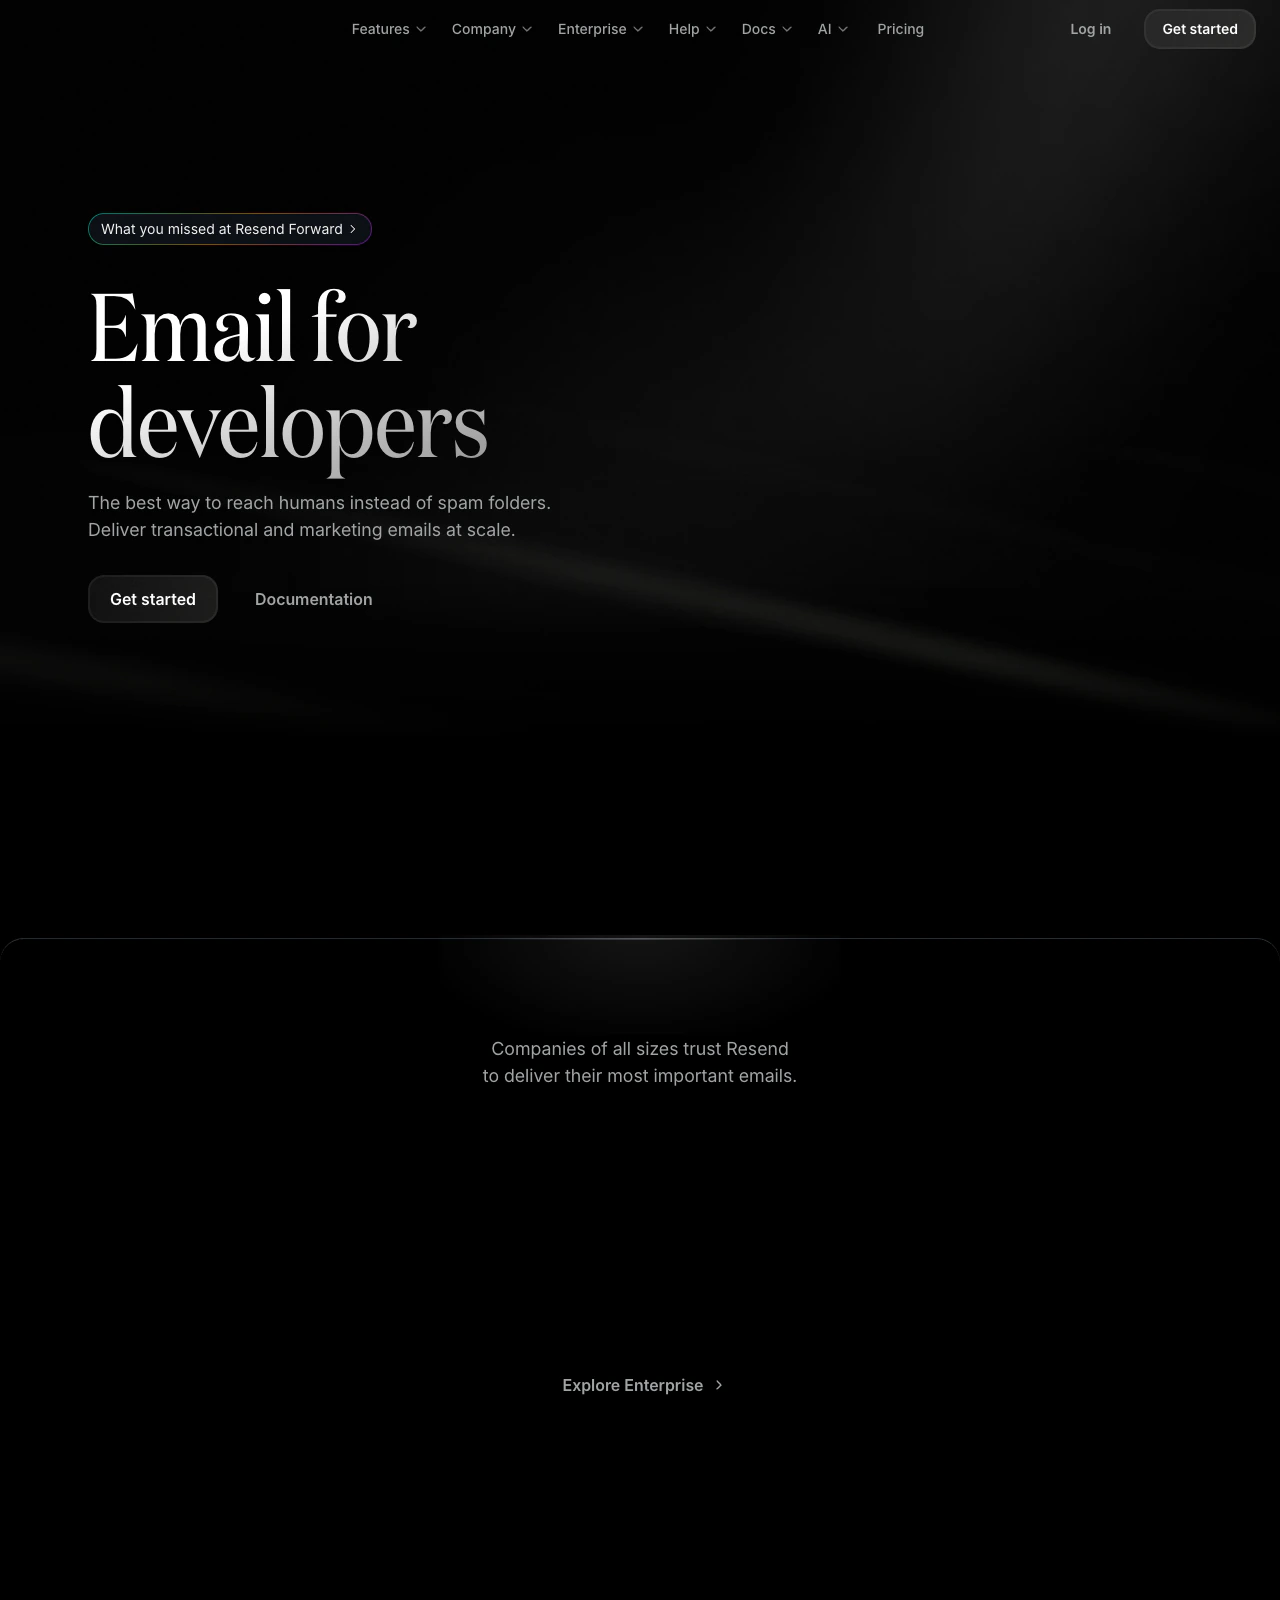 Features
Company
Enterprise
Help
Docs
AI
Pricing
Log in
Get started
What you missed at Resend Forward
Email for
developers
The best way to reach humans instead of spam folders.
Deliver transactional and marketing emails at scale.
Get started
Documentation
Companies of all sizes trust Resend
to deliver their most important emails.
Explore Enterprise